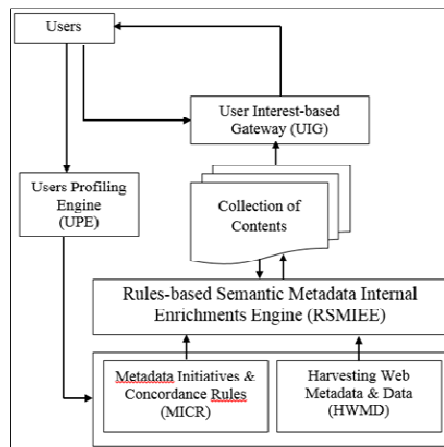 Users
User Interest-based
Gateway (UIG)
Users Profiling
Engine
(UPE)
Collection of
Contents
Rules-based Semantic Metadata Internal
Enrichments Engine (RSMIEE)
Metadata Initiatives &
Concordance Rules
(MICR)
Harvesting Web
Metadata & Data
(HWMD)